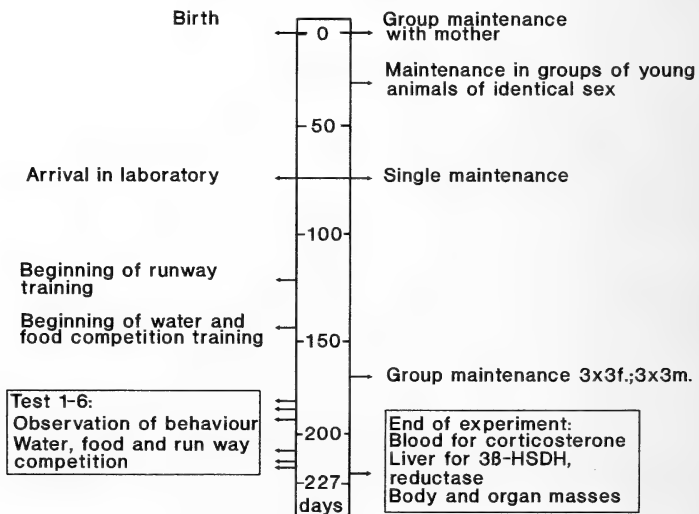 Birth
0
Group maintenance
with mother
Maintenance in groups of young
animals of identical sex
50
Arrival in laboratory
Single maintenance
100
Beginning of runway
training
Beginning of water and
food competition training
150
Group maintenance 3x3f.;3x3m.
Test 1-6:
Observation of behaviour
Water, food and run way
competition
200
End of experiment:
Blood for corticosterone
Liver for 3ß-HSDH,
reductase
Body and organ masses
227
days